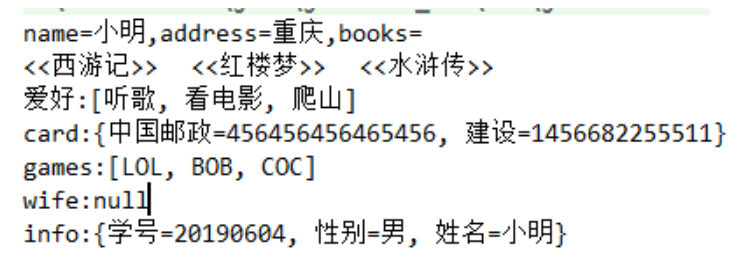 name=小明,address=重庆,books=
<<西游记>>  <<红楼梦>>  <<水浒传>>
爱好:[听歌, 看电影, 爬山]
card:{中国邮政=456456456465456, 建设=1456682255511}
games:[LOL, BOB, COC]
wife:null
info:{学号=20190604, 性别=男, 姓名=小明}